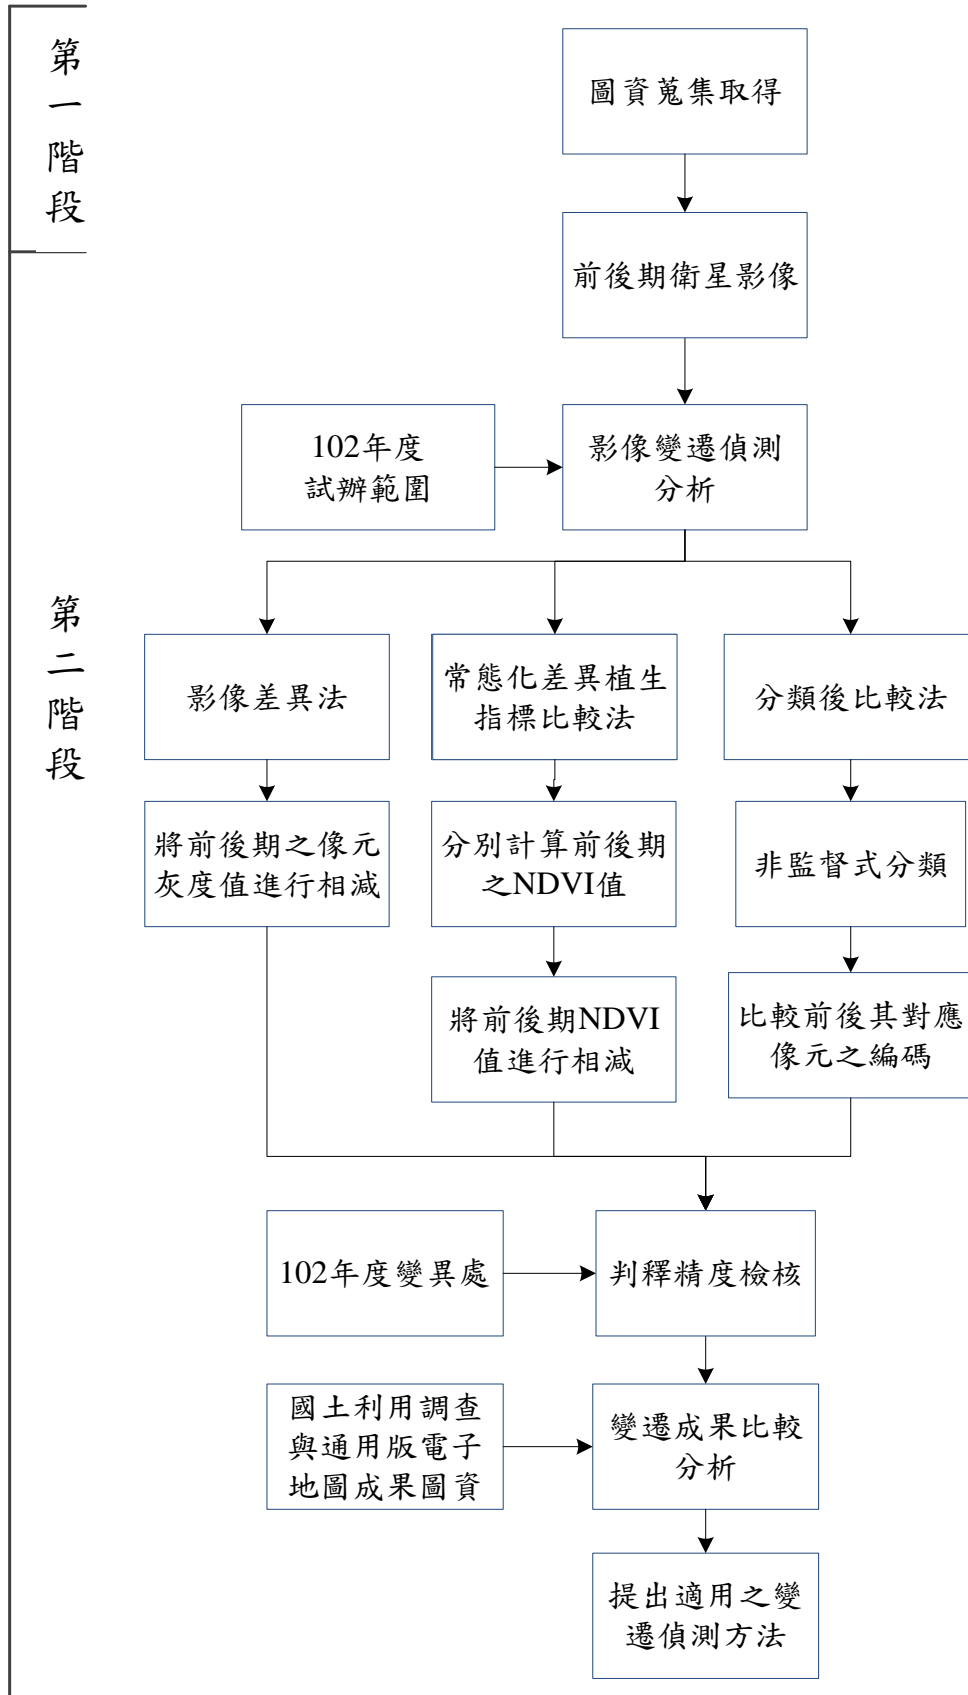 第
一
階
段
圖資蒐集取得
前後期衛星影像
102年度
試辦範圍
影像變遷偵測
分析
第
二
階
段
影像差異法
常態化差異植生
指標比較法
分類後比較法
將前後期之像元
灰度值進行相減
分別計算前後期
之NDVI值
非監督式分類
將前後期NDVI
值進行相減
比較前後其對應
像元之編碼
102年度變異處
判釋精度檢核
國土利用調查
與通用版電子
地圖成果圖資
變遷成果比較
分析
提出適用之變
遷偵測方法